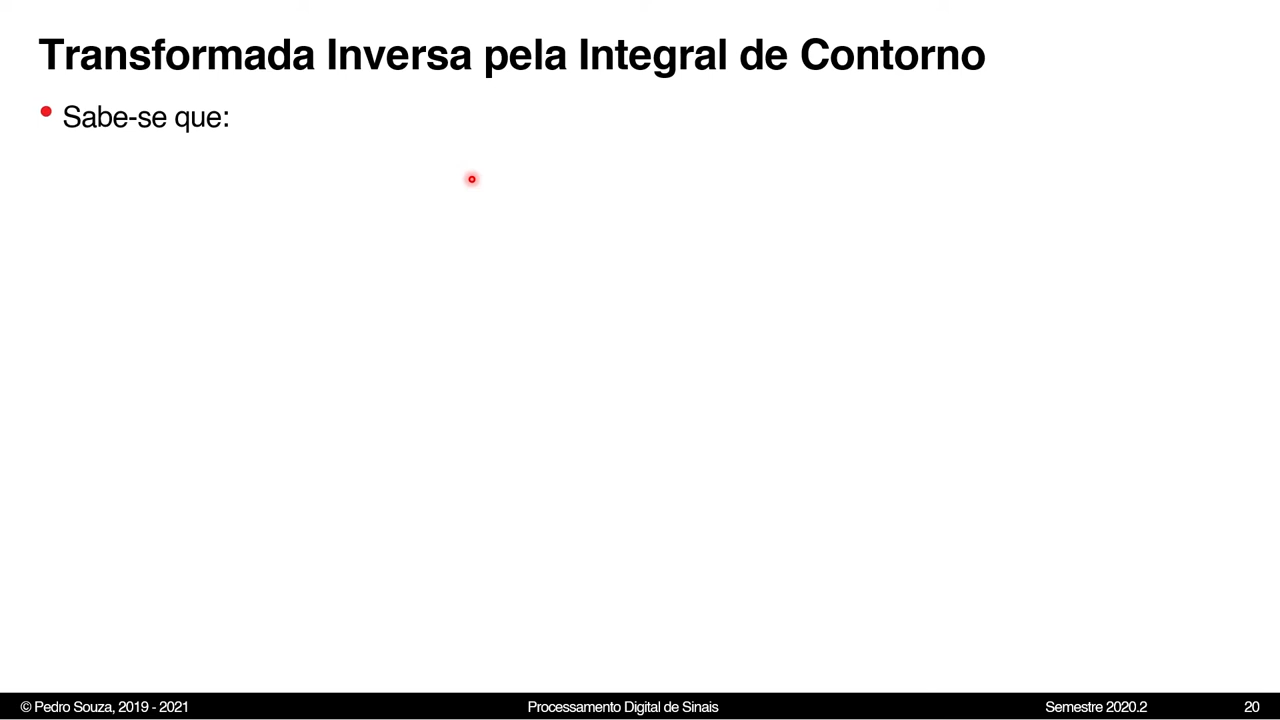 Transformada Inversa pela Integral de Contorno
• Sabe-se que:
© Pedro Souza, 2019 - 2021 Processamento Digital de Sinais Semestre 2020.2 20